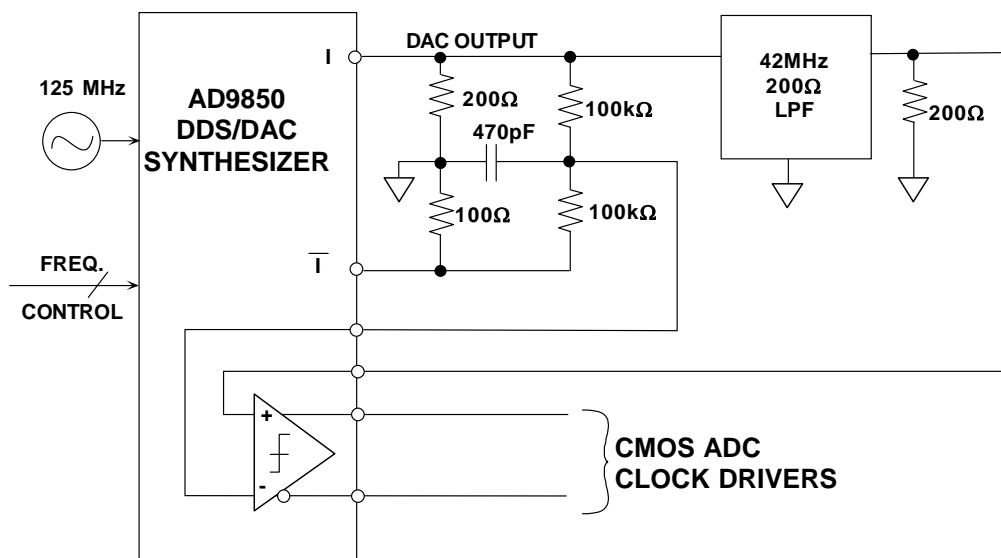 125 MHz
AD9850
DDS/DAC
SYNTHESIZER
FREQ.
CONTROL
I
DAC OUTPUT
200Ω
100kΩ
470pF
100Ω
100kΩ
I
42MHz
200Ω
LPF
200Ω
+
-
CMOS ADC
CLOCK DRIVERS